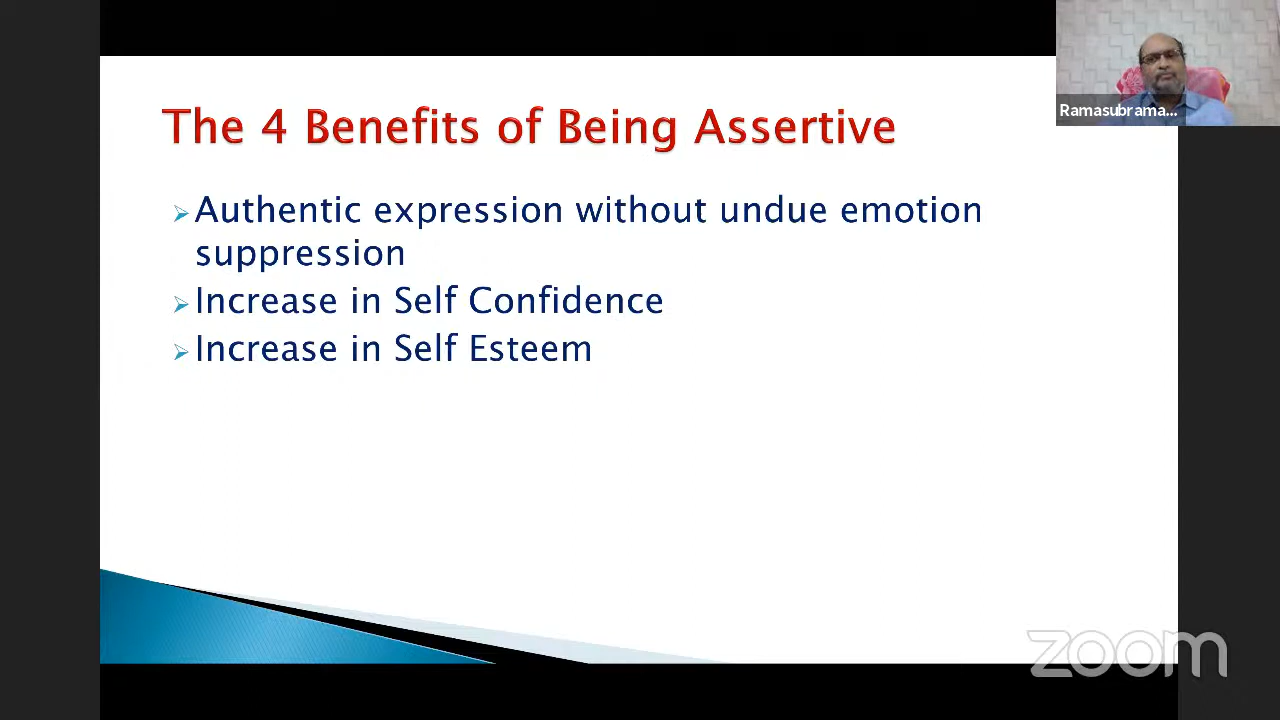 The 4 Benefits of Being Assertive
Authentic expression without undue emotion
suppression
Increase in Self Confidence
Increase in Self Esteem
Ramasubrama...
zoom